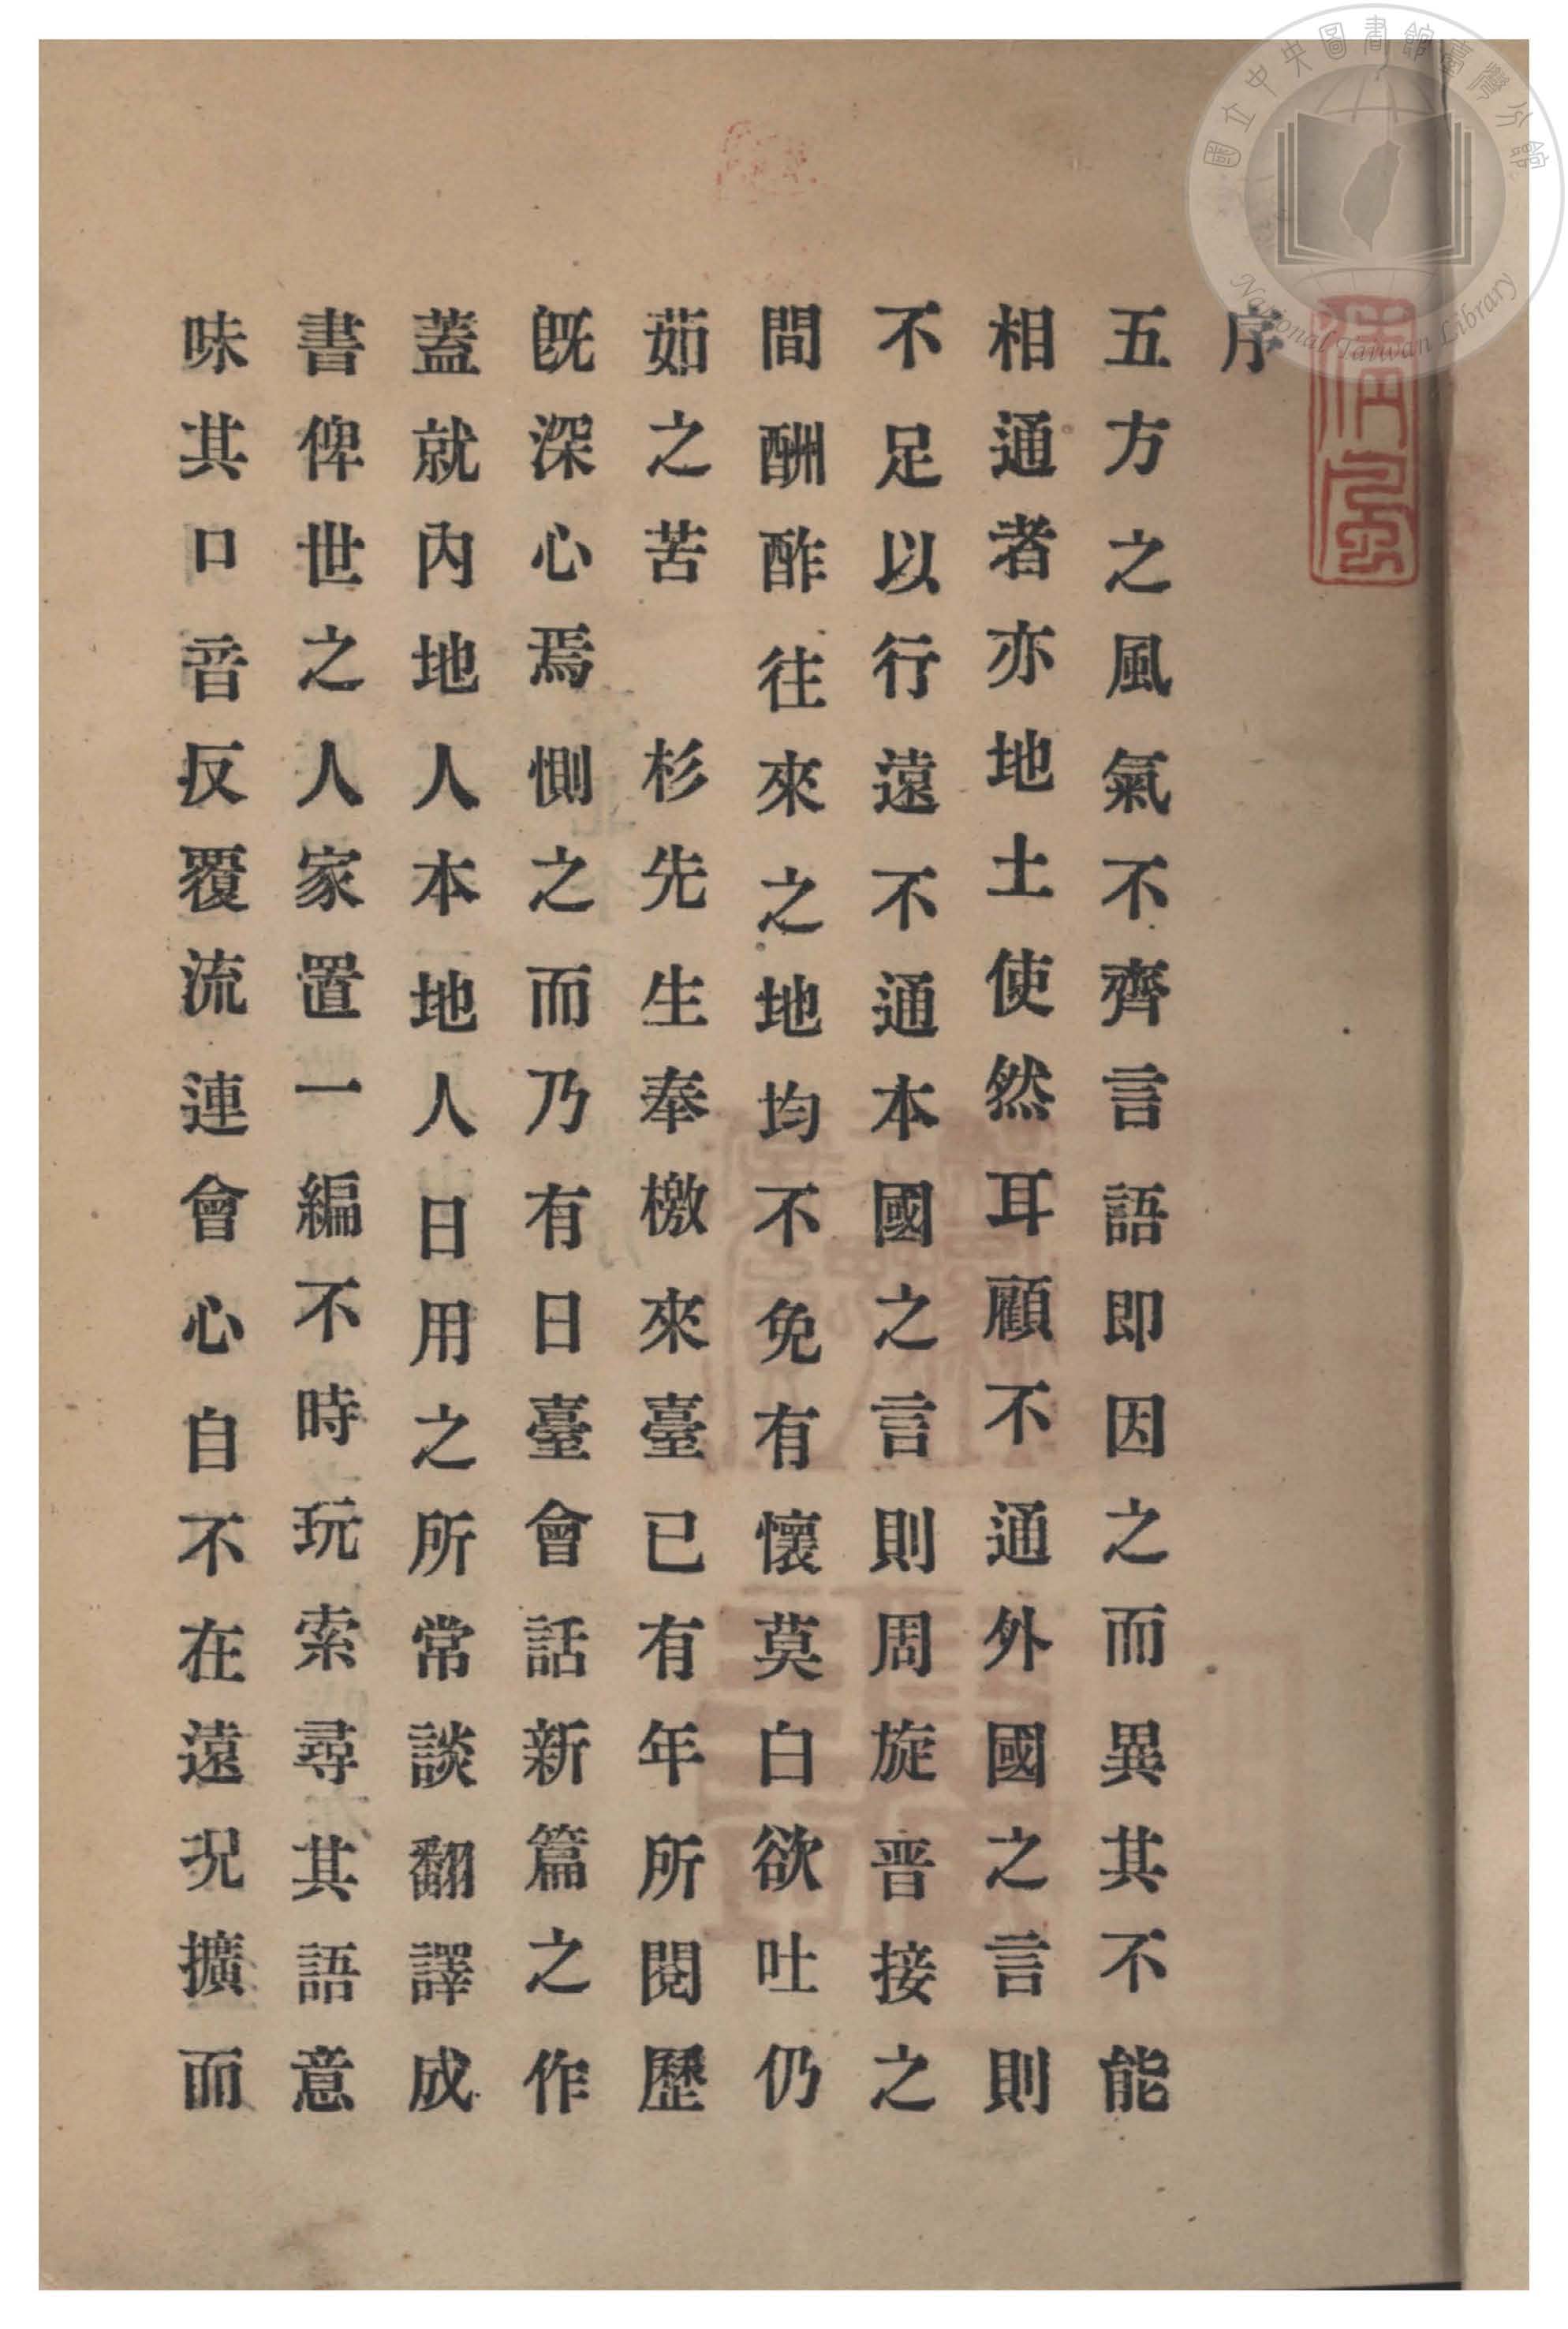 國立中央圖書館臺灣分館
National Taiwan Library
序
五方之風氣不齊言語即因之而異其不能
相通者亦地土使然耳顧不通外國之言則
不足以行遠不通本國之言則周旋晋接之
間酬酢往來之地均不免有懷莫白欲吐仍
茹之苦　杉先生奉檄來臺已有年所閱歷
旣深心焉惻之而乃有日臺會話新篇之作
蓋就內地人本地人日用之所常談翻譯成
書俾世之人家置一編不時玩索尋其語意
味其口音反覆流連會心自不在遠况擴而